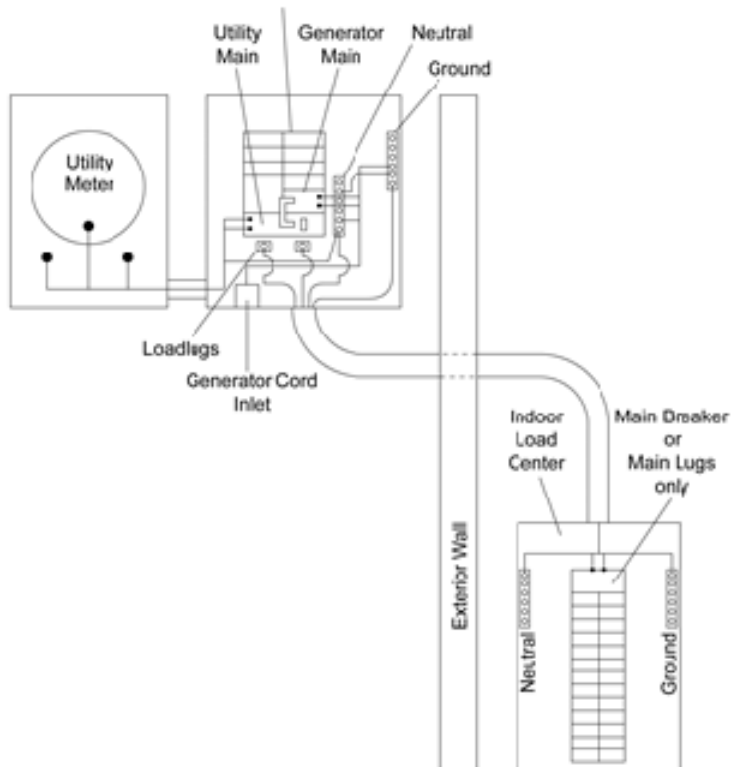 Utility
Main
Generator
Main
Neutral
Ground
Utility
Meter
Loadlugs
Generator Cord
Inlet
Indoor
Load
Center
Main Breaker
or
Main Lugs
only
Exterior Wall
Neutral
Ground